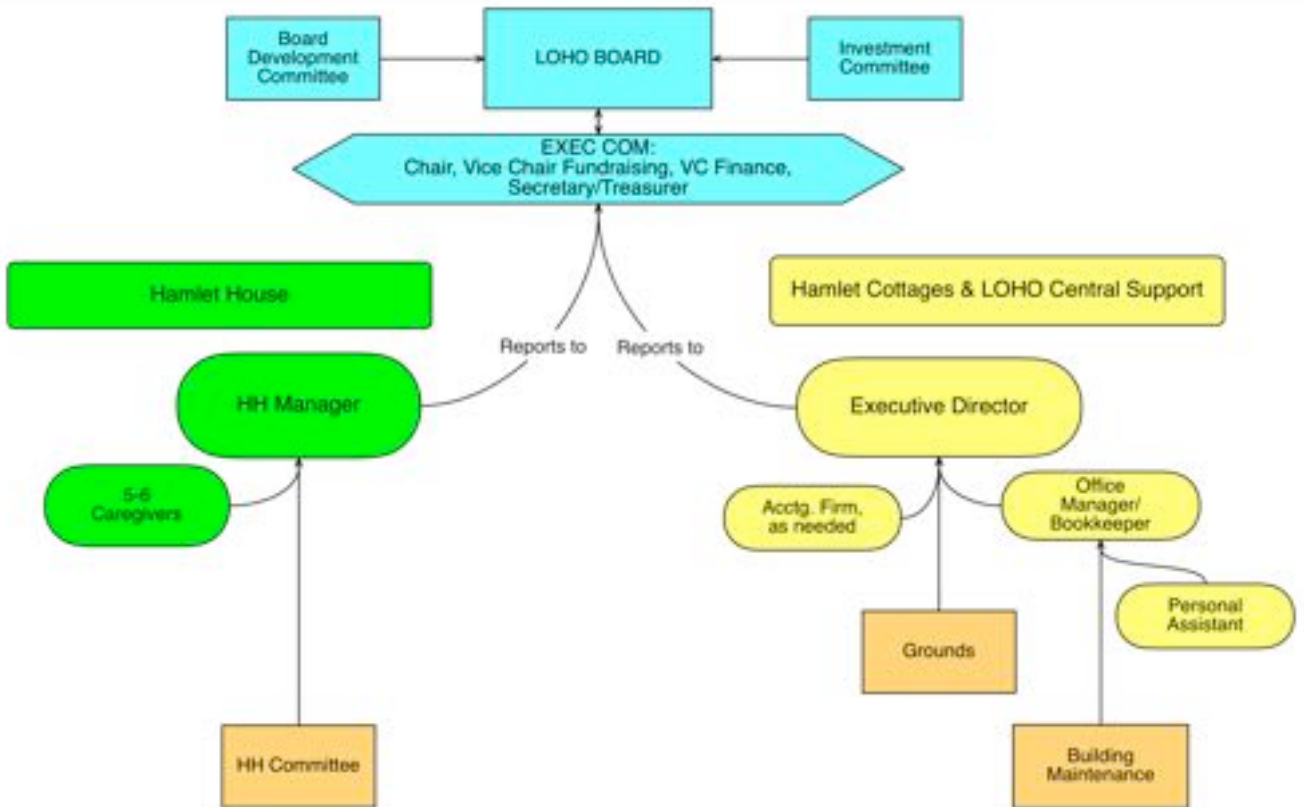 Board
Development
Committee
LOHO BOARD
Investment
Committee
EXEC COM:
Chair, Vice Chair Fundraising, VC Finance,
Secretary/Treasurer
Hamlet House
Hamlet Cottages & LOHO Central Support
Reports to
Reports to
HH Manager
Executive Director
5-6
Caregivers
Acctg. Firm,
as needed
Office
Manager/
Bookkeeper
Personal
Assistant
Grounds
HH Committee
Building
Maintenance